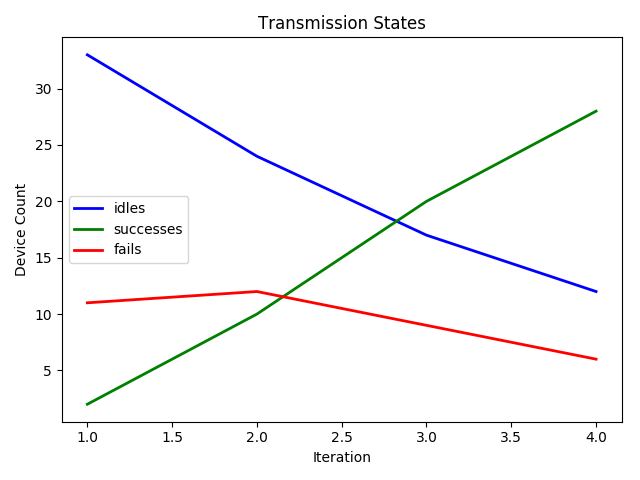 Transmission States
Device Count
30
25
20
15
10
5
idles
successes
fails
1.0 1.5 2.0 2.5 3.0 3.5 4.0
Iteration